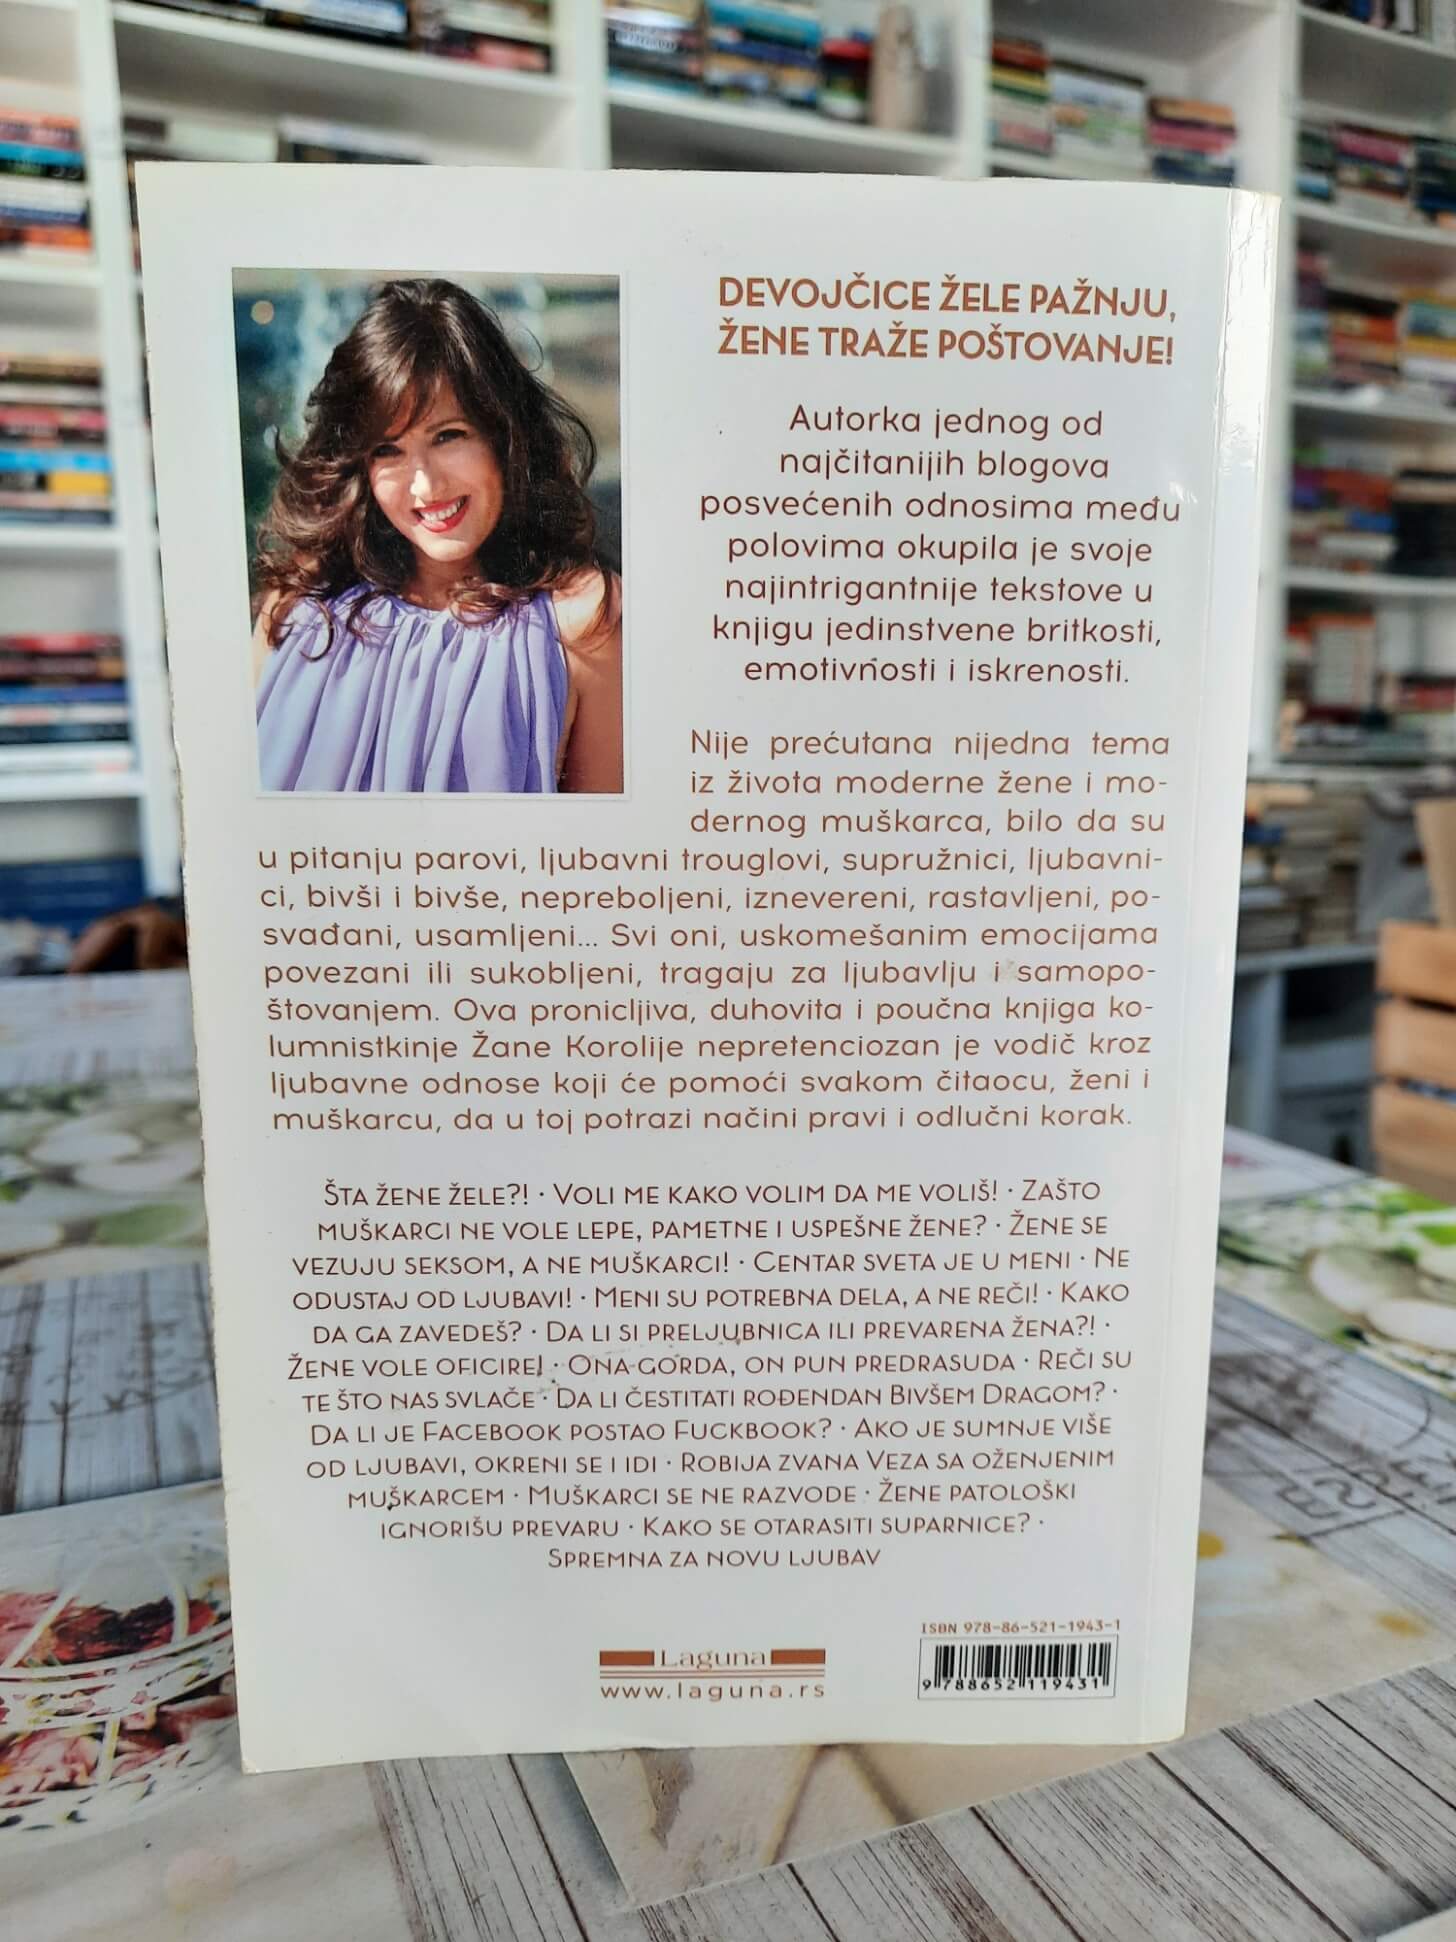 DEVOJČICE ŽELE PAŽNJU,
ŽENE TRAŽE POŠTOVANJE!
Autorka jednog od
najčitanijih blogova
posvećenih odnosima među
polovima okupila je svoje
najintrigantnije tekstove u
knjigu jedinstvene britkosti,
emotivnosti i iskrenosti.
Nije prećutana nijedna tema
iz života moderne žene i mo-
dernog muškarca, bilo da su
u pitanju parovi, ljubavni trouglovi, supružnici, ljubavni-
ci, bivši i bivše, nepreboljeni, izneverni, rastavljeni, po-
svađani, usamljeni... Svi oni, uskomešanim emocijama
povezani ili sukobljeni, tragaju za ljubavlju i samopo-
štovanjem. Ova pronicljiva, duhovita i poučna knjiga ko-
lumnistkinje Žane Korolije nepretenciozan je vodič kroz
ljubavne odnose koji će pomoći svakom čitaocu, ženi i
muškarcu, da u toj potrazi načini pravi i odlučni korak.
ŠTA ŽENE ŽELE?! · VOLI ME KAKO VOLIM DA ME VOLIŠ! · ZAŠTO
MUŠKARCI NE VOLE LEPE, PAMETNE I USPEŠNE ŽENE? · ŽENE SE
VEZUJU SEKSOM, A NE MUŠKARCI! · CENTAR SVETA JE U MENI · NE
ODUSTAJ OD LJUBAVI! · MENI SU POTREBNA DELA, A NE REČI! · KAKO
DA GA ZAVEDEŠ? · DA LI SI PRELJUBNICA ILI PREVARENA ŽENA?! ·
ŽENE VOLE OFICIRE! · ONA GORDA, ON PUN PREDRASUDA · REČI SU
TE ŠTO NAS SVLAČE · DA LI ČESTITATI ROĐENDAN BIVŠEM DRAGOM? ·
DA LI JE FACEBOOK POSTAO FUCKBOOK? · AKO JE SUMNJE VIŠE
OD LJUBAVI, OKRENI SE I IDI · ROBIJA ZVANA VEZA SA OŽENJENIM
MUŠKARCEM · MUŠKARCI SE NE RAZVODE · ŽENE PATOLOŠKI
IGNORIŠU PREVARU · KAKO SE OTARASITI SUPARNICE? ·
SPREMNA ZA NOVU LJUBAV
Laguna
www.laguna.rs
ISBN 978-86-521-1943-1
9 788652 119431